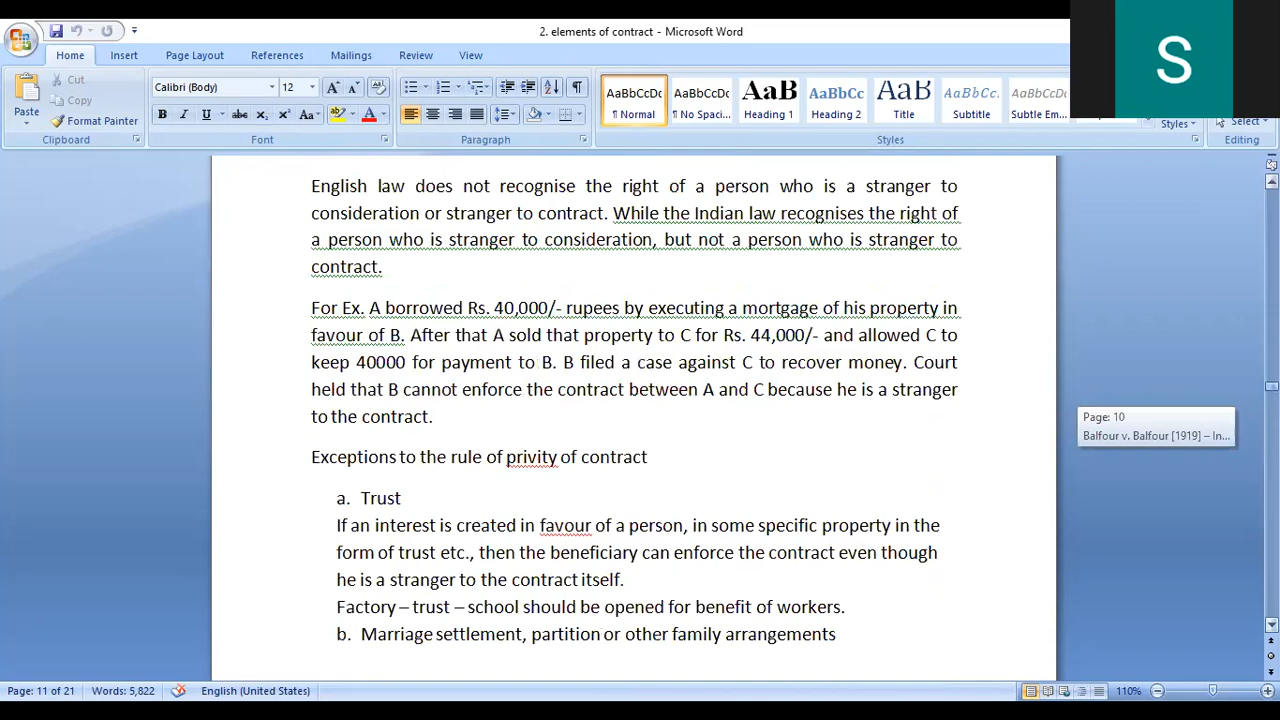 2. elements of contract - Microsoft Word
S
Home Insert Page Layout References Mailings Review View
Paste
Cut
Copy
Format Painter
Clipboard
Calibri (Body) 12
B I U abc X₂ X² Aa A
Font
Paragraph
AaBbCcDc AaBbCcDc AaB AaBbCc AaB AaBbCc. AaBbCcDc
¶ Normal ¶ No Spaci... Heading 1 Heading 2 Title Subtitle Subtle Em...
Styles
Styles
Select
Editing
English law does not recognise the right of a person who is a stranger to
consideration or stranger to contract. While the Indian law recognises the right of
a person who is stranger to consideration, but not a person who is stranger to
contract.
For Ex. A borrowed Rs. 40,000/- rupees by executing a mortgage of his property in
favour of B. After that A sold that property to C for Rs. 44,000/- and allowed C to
keep 40000 for payment to B. B filed a case against C to recover money. Court
held that B cannot enforce the contract between A and C because he is a stranger
to the contract.
Exceptions to the rule of privity of contract
a. Trust
If an interest is created in favour of a person, in some specific property in the
form of trust etc., then the beneficiary can enforce the contract even though
he is a stranger to the contract itself.
Factory – trust – school should be opened for benefit of workers.
b. Marriage settlement, partition or other family arrangements
Page: 10
Balfour v. Balfour [1919] – In...
Page: 11 of 21 Words: 5,822 English (United States) 110%